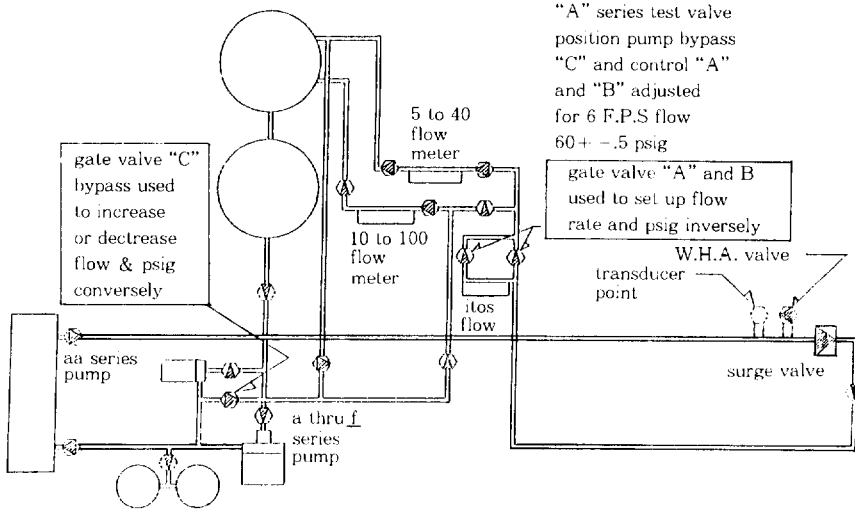 "A" series test valve
position pump bypass
"C" and control "A"
and "B" adjusted
for 6 F.P.S flow
60+ -.5 psig
5 to 40
flow
meter
gate valve "C"
bypass used
to increase
or dectrease
flow & psig
conversely
gate valve "A" and B
used to set up flow
rate and psig inversely
10 to 100
flow
meter
W.H.A. valve
transducer
point
itos
flow
aa series
pump
surge valve
a thru f
series
pump